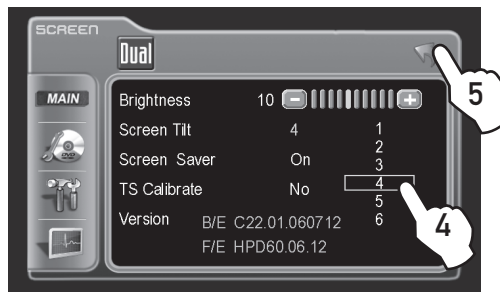 SCREEN
Dual
5
MAIN
Brightness 10
Screen Tilt 4 1
2
Screen Saver On 3
TS Calibrate No 4
5
Version B/E C22.01.060712 6
F/E HPD60.06.12
4
DVD